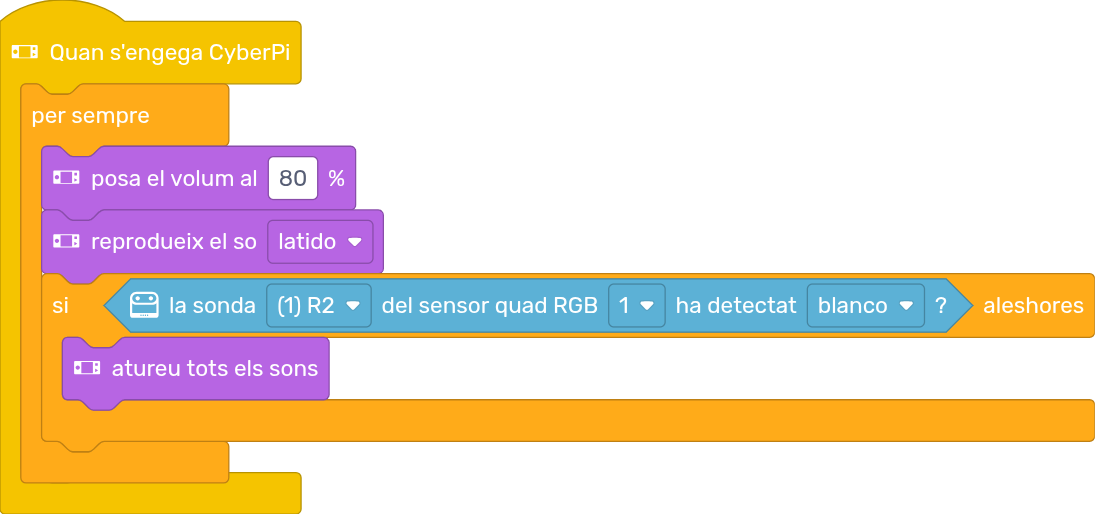 Quan s'engega CyberPi
per sempre
posa el volum al 80 %
reprodueix el so latido
si la sonda (1) R2 del sensor quad RGB 1 ha detectat blanco ? aleshores
atureu tots els sons